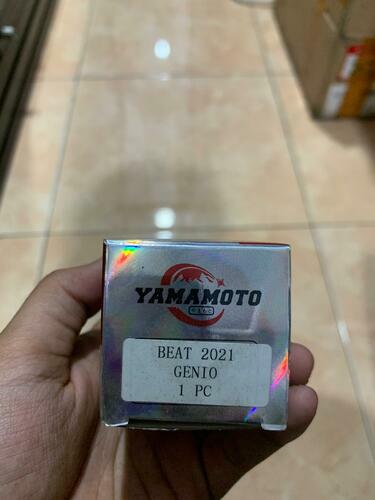 YAMAMOTO
BEAT 2021
GENIO
1 PC